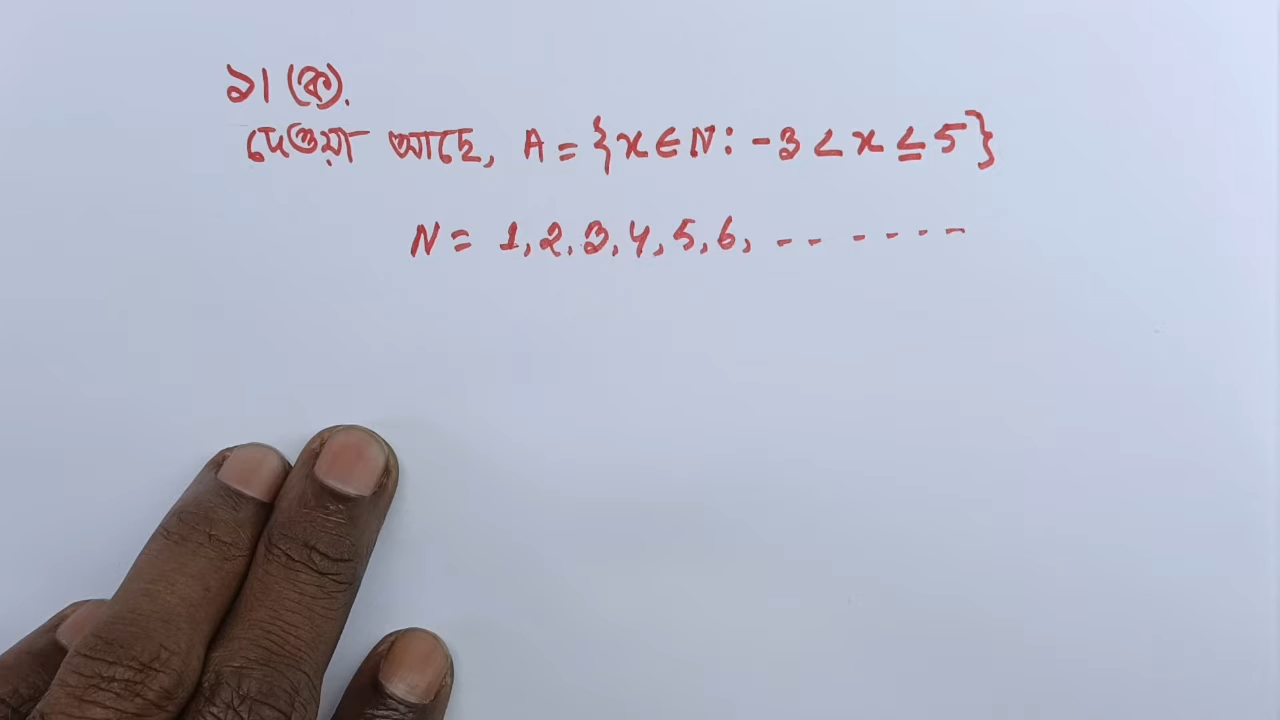 ১। (ক).
দেওয়া আছে, A = {x ∈ N : -3 < x ≤ 5}
N = 1, 2, 3, 4, 5, 6, - - - - - - -